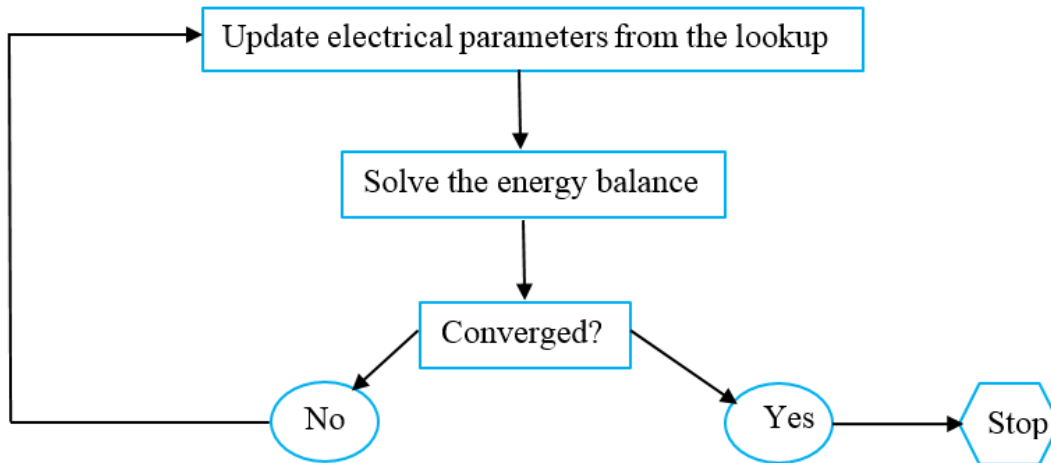 Update electrical parameters from the lookup
Solve the energy balance
Converged?
No
Yes
Stop